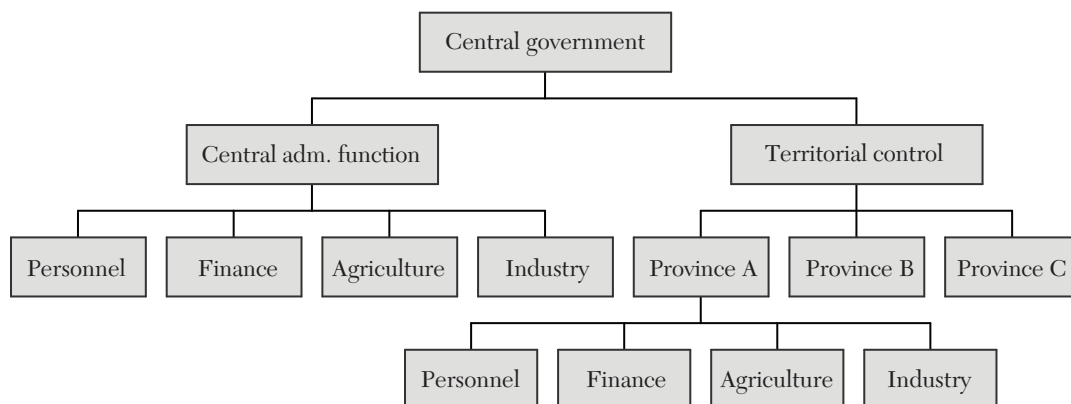 Central government
Central adm. function
Territorial control
Personnel
Finance
Agriculture
Industry
Province A
Province B
Province C
Personnel
Finance
Agriculture
Industry